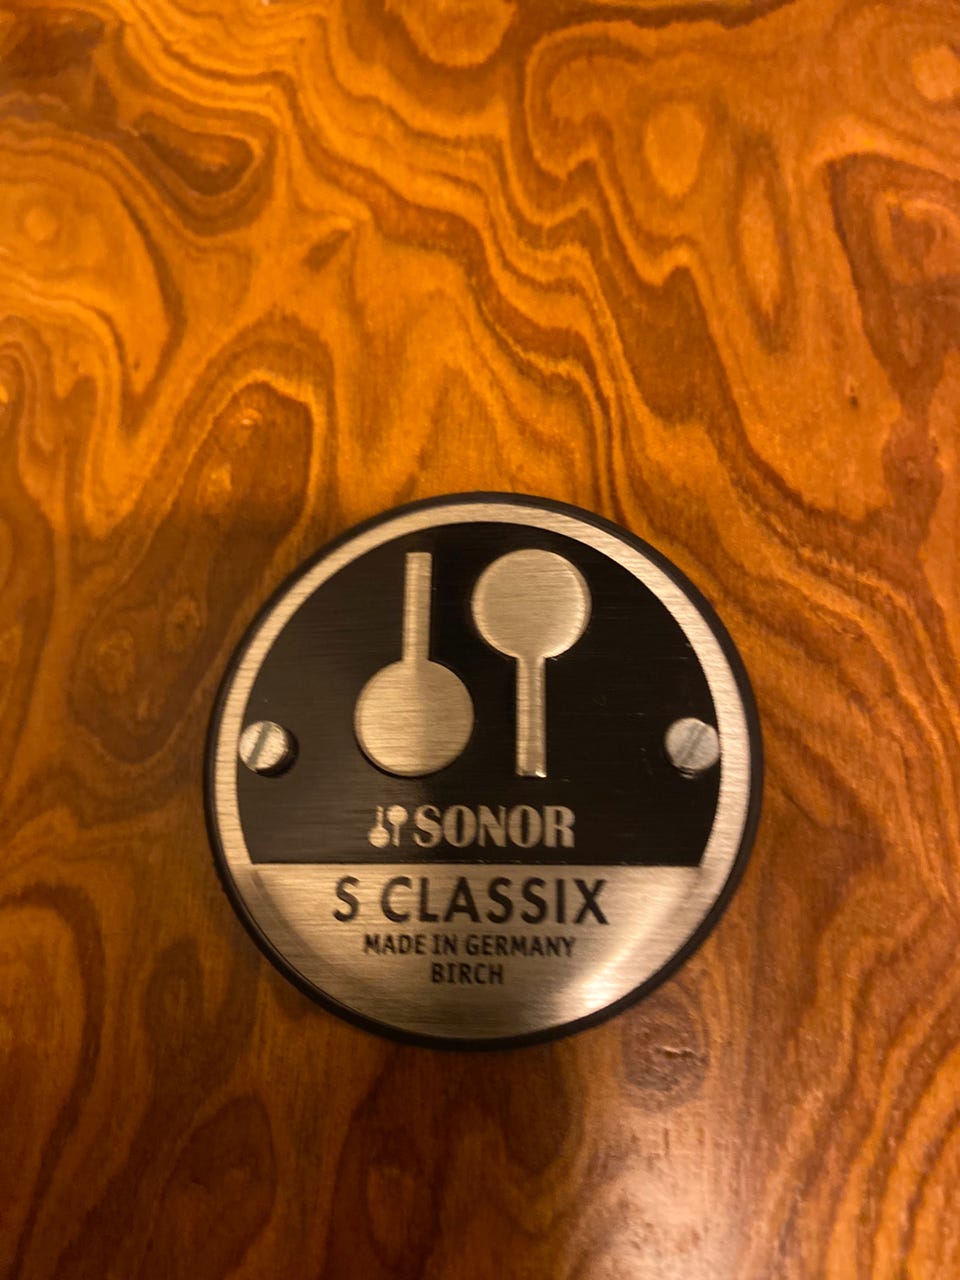 SONOR
S CLASSIX
MADE IN GERMANY
BIRCH